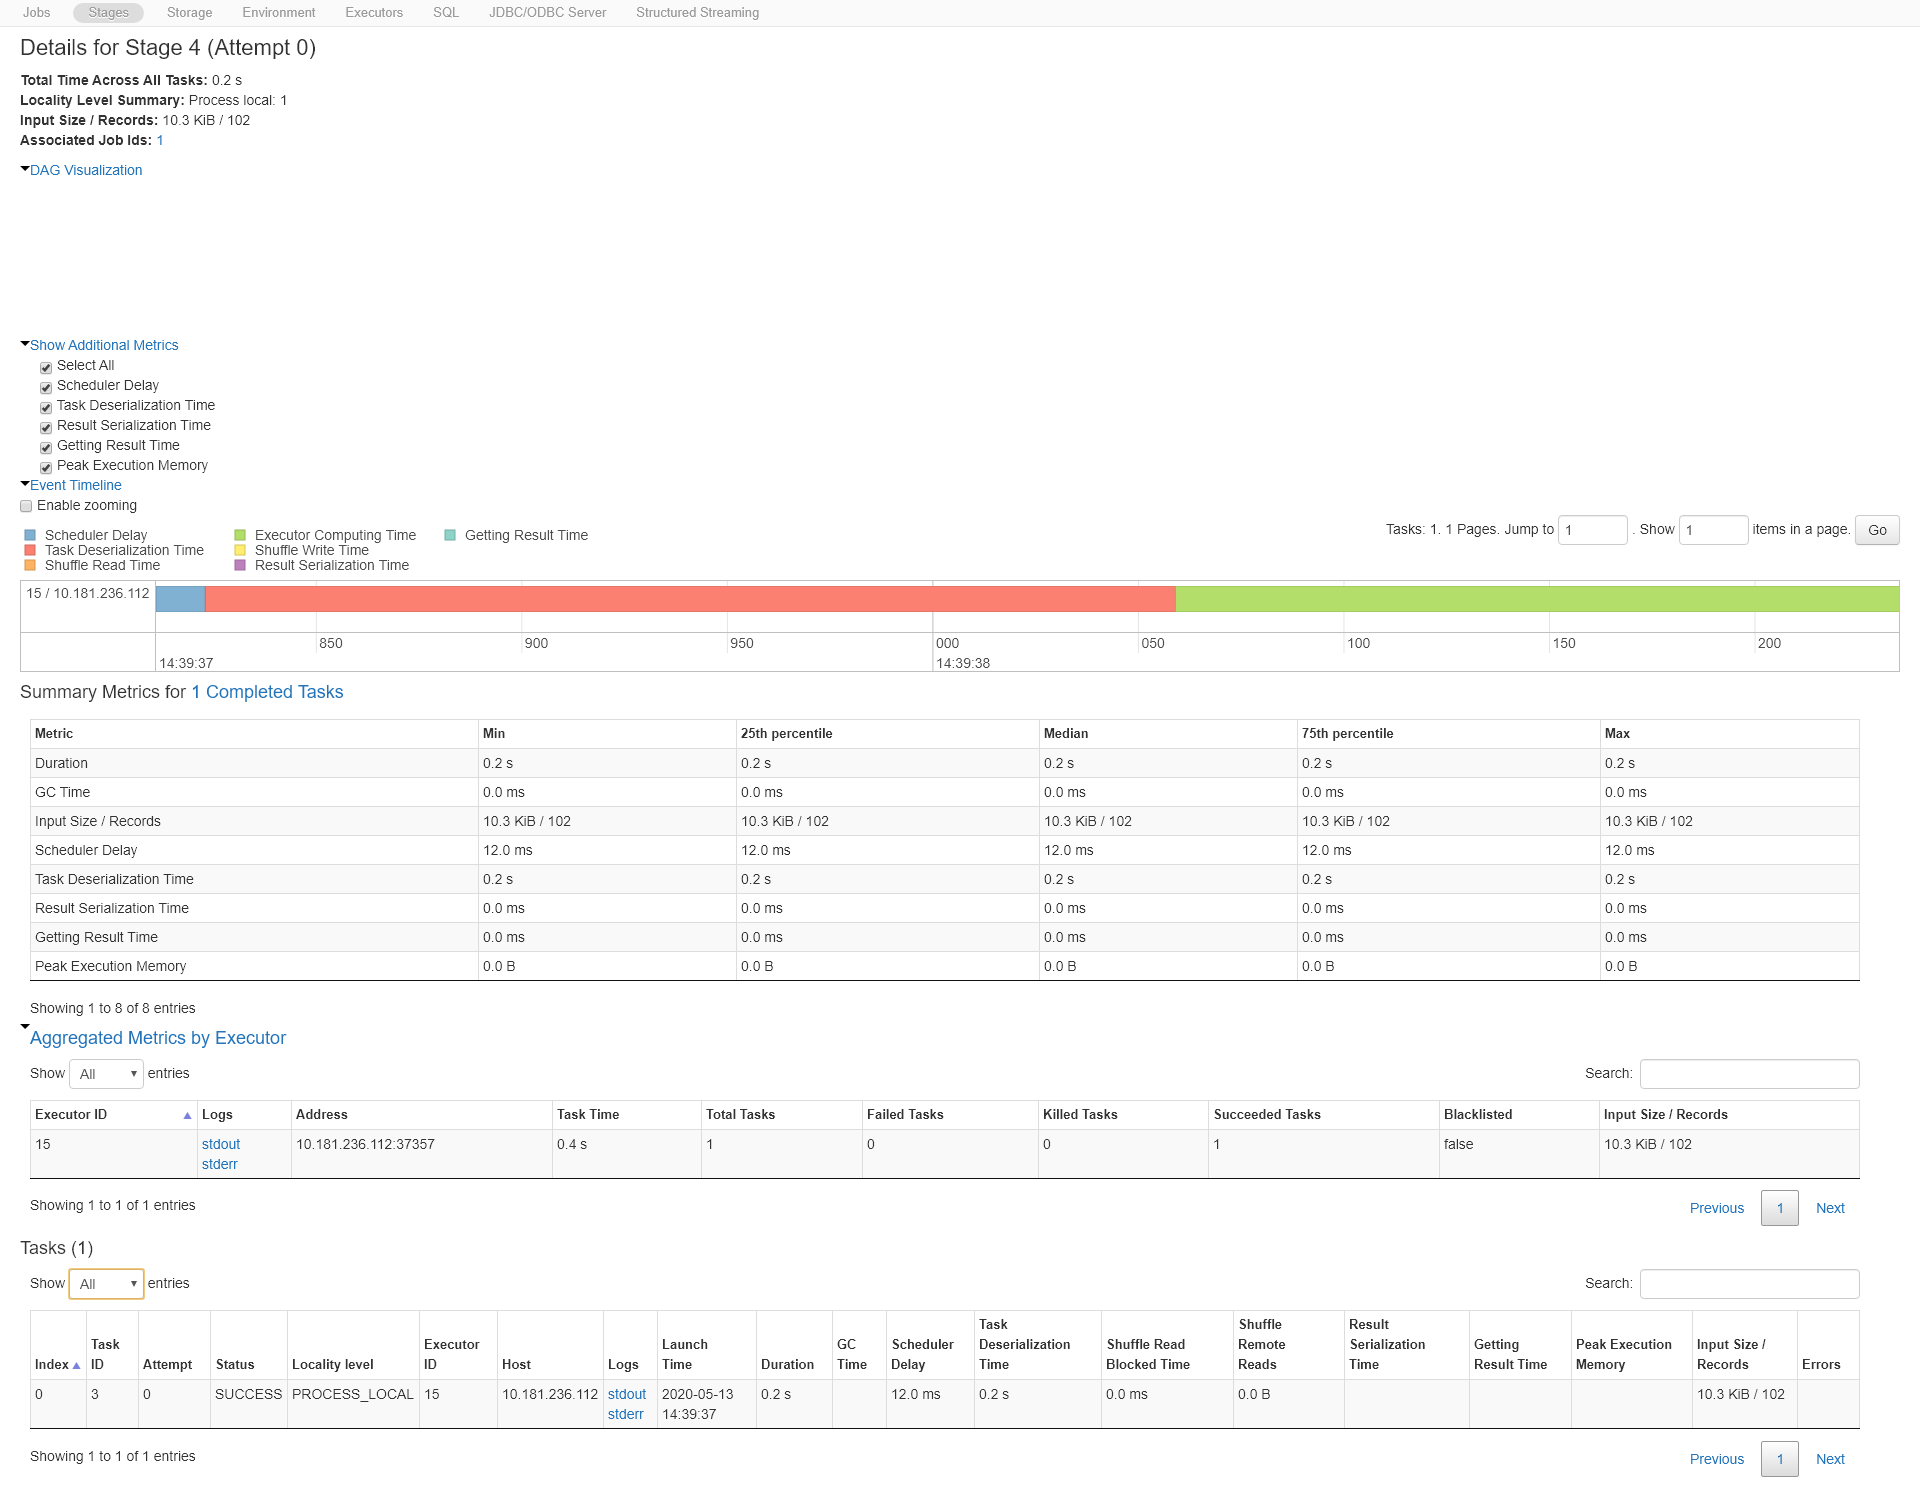 Jobs Stages Storage Environment Executors SQL JDBC/ODBC Server Structured Streaming
Details for Stage 4 (Attempt 0)
Total Time Across All Tasks: 0.2 s
Locality Level Summary: Process local: 1
Input Size / Records: 10.3 KiB / 102
Associated Job Ids: 1
DAG Visualization
Show Additional Metrics
Select All
Scheduler Delay
Task Deserialization Time
Result Serialization Time
Getting Result Time
Peak Execution Memory
Event Timeline
Enable zooming
Tasks: 1. 1 Pages. Jump to 1 . Show 1 items in a page. Go
Scheduler Delay Executor Computing Time Getting Result Time
Task Deserialization Time Shuffle Write Time
Shuffle Read Time Result Serialization Time
15 / 10.181.236.112
850 900 950 000 050 100 150 200
14:39:37 14:39:38
Summary Metrics for 1 Completed Tasks
Metric Min 25th percentile Median 75th percentile Max
Duration 0.2 s 0.2 s 0.2 s 0.2 s 0.2 s
GC Time 0.0 ms 0.0 ms 0.0 ms 0.0 ms 0.0 ms
Input Size / Records 10.3 KiB / 102 10.3 KiB / 102 10.3 KiB / 102 10.3 KiB / 102 10.3 KiB / 102
Scheduler Delay 12.0 ms 12.0 ms 12.0 ms 12.0 ms 12.0 ms
Task Deserialization Time 0.2 s 0.2 s 0.2 s 0.2 s 0.2 s
Result Serialization Time 0.0 ms 0.0 ms 0.0 ms 0.0 ms 0.0 ms
Getting Result Time 0.0 ms 0.0 ms 0.0 ms 0.0 ms 0.0 ms
Peak Execution Memory 0.0 B 0.0 B 0.0 B 0.0 B 0.0 B
Showing 1 to 8 of 8 entries
Aggregated Metrics by Executor
Show All entries Search:
Executor ID Logs Address Task Time Total Tasks Failed Tasks Killed Tasks Succeeded Tasks Blacklisted Input Size / Records
15 stdout 10.181.236.112:37357 0.4 s 1 0 0 1 false 10.3 KiB / 102
stderr
Showing 1 to 1 of 1 entries Previous 1 Next
Tasks (1)
Show All entries Search:
Task Shuffle Result
Task Executor Launch GC Scheduler Deserialization Shuffle Read Remote Serialization Getting Peak Execution Input Size /
Index ID Attempt Status Locality level ID Host Logs Time Duration Time Delay Time Blocked Time Reads Time Result Time Memory Records Errors
0 3 0 SUCCESS PROCESS_LOCAL 15 10.181.236.112 stdout 2020-05-13 0.2 s 12.0 ms 0.2 s 0.0 ms 0.0 B 10.3 KiB / 102
stderr 14:39:37
Showing 1 to 1 of 1 entries Previous 1 Next